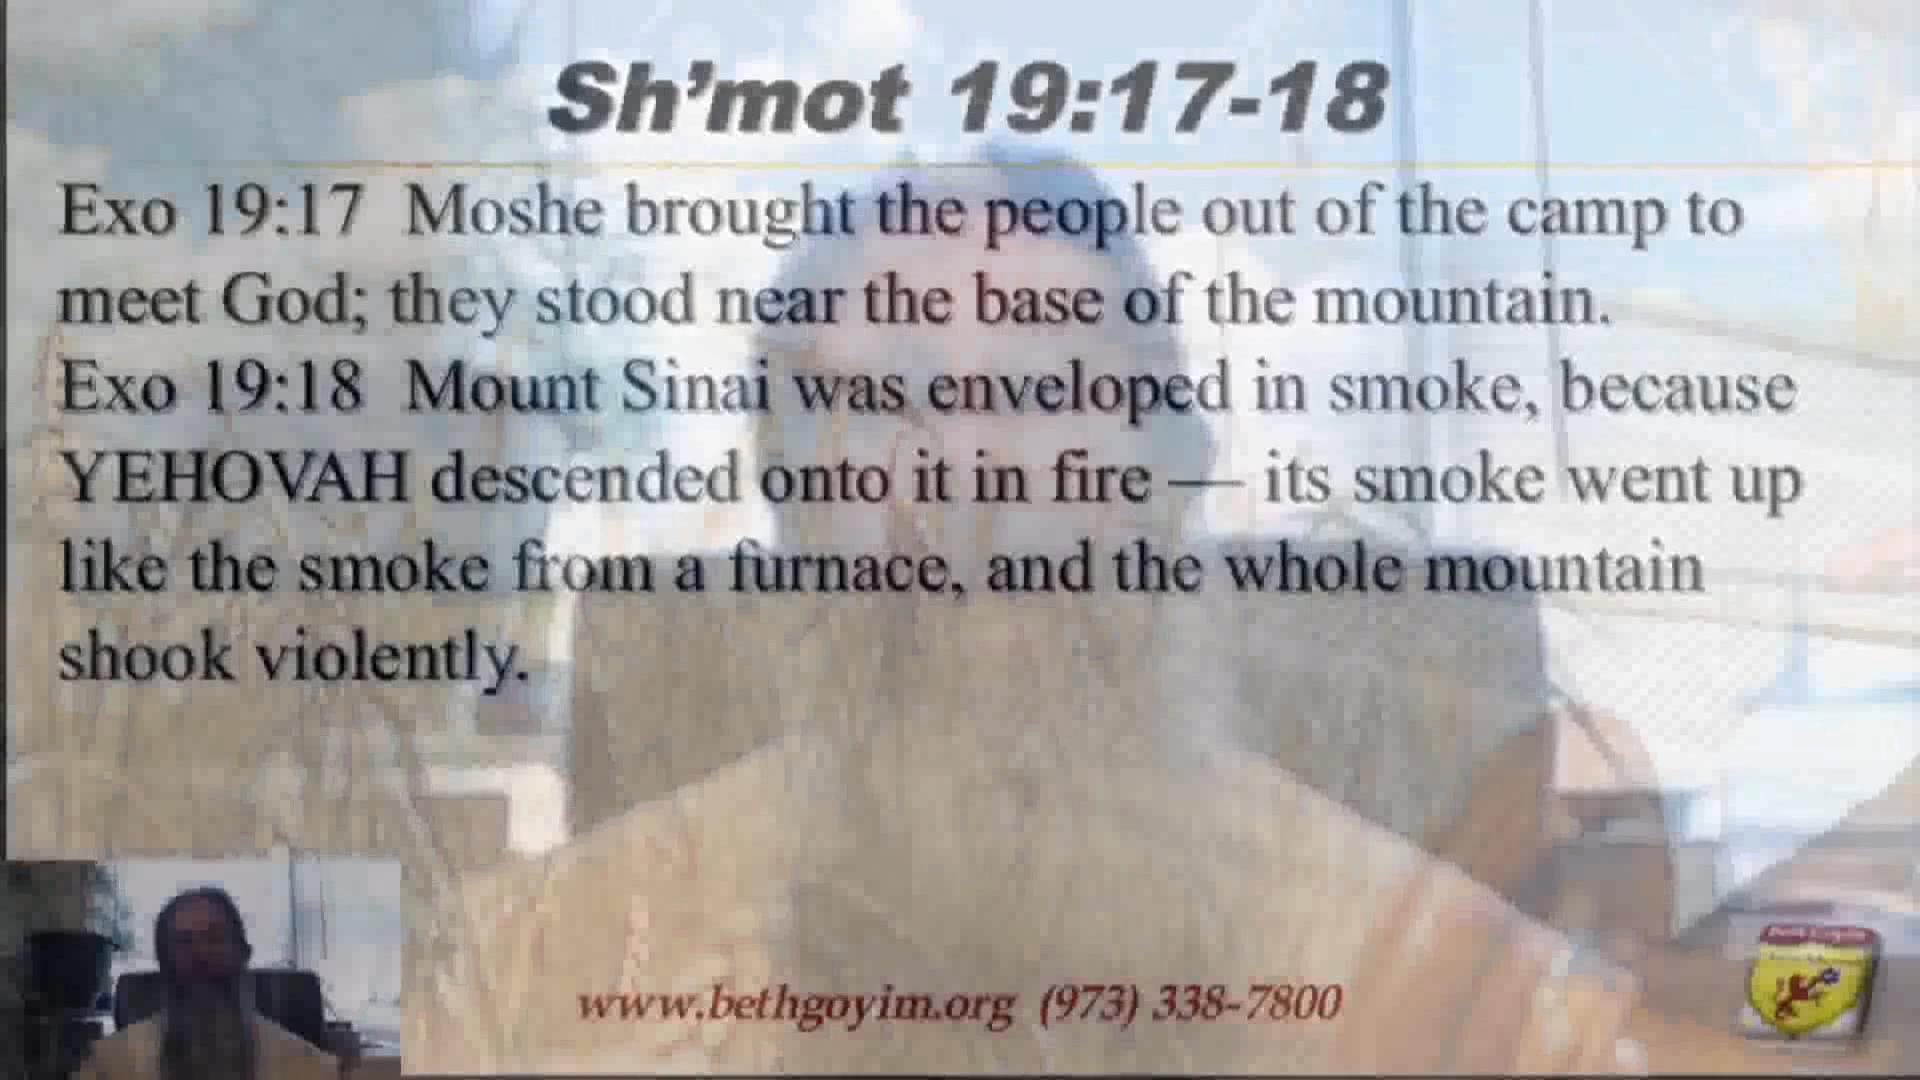 Sh'mot 19:17-18
Exo 19:17 Moshe brought the people out of the camp to
meet God; they stood near the base of the mountain.
Exo 19:18 Mount Sinai was enveloped in smoke, because
YEHOVAH descended onto it in fire — its smoke went up
like the smoke from a furnace, and the whole mountain
shook violently.
www.bethgoyim.org (973) 338-7800